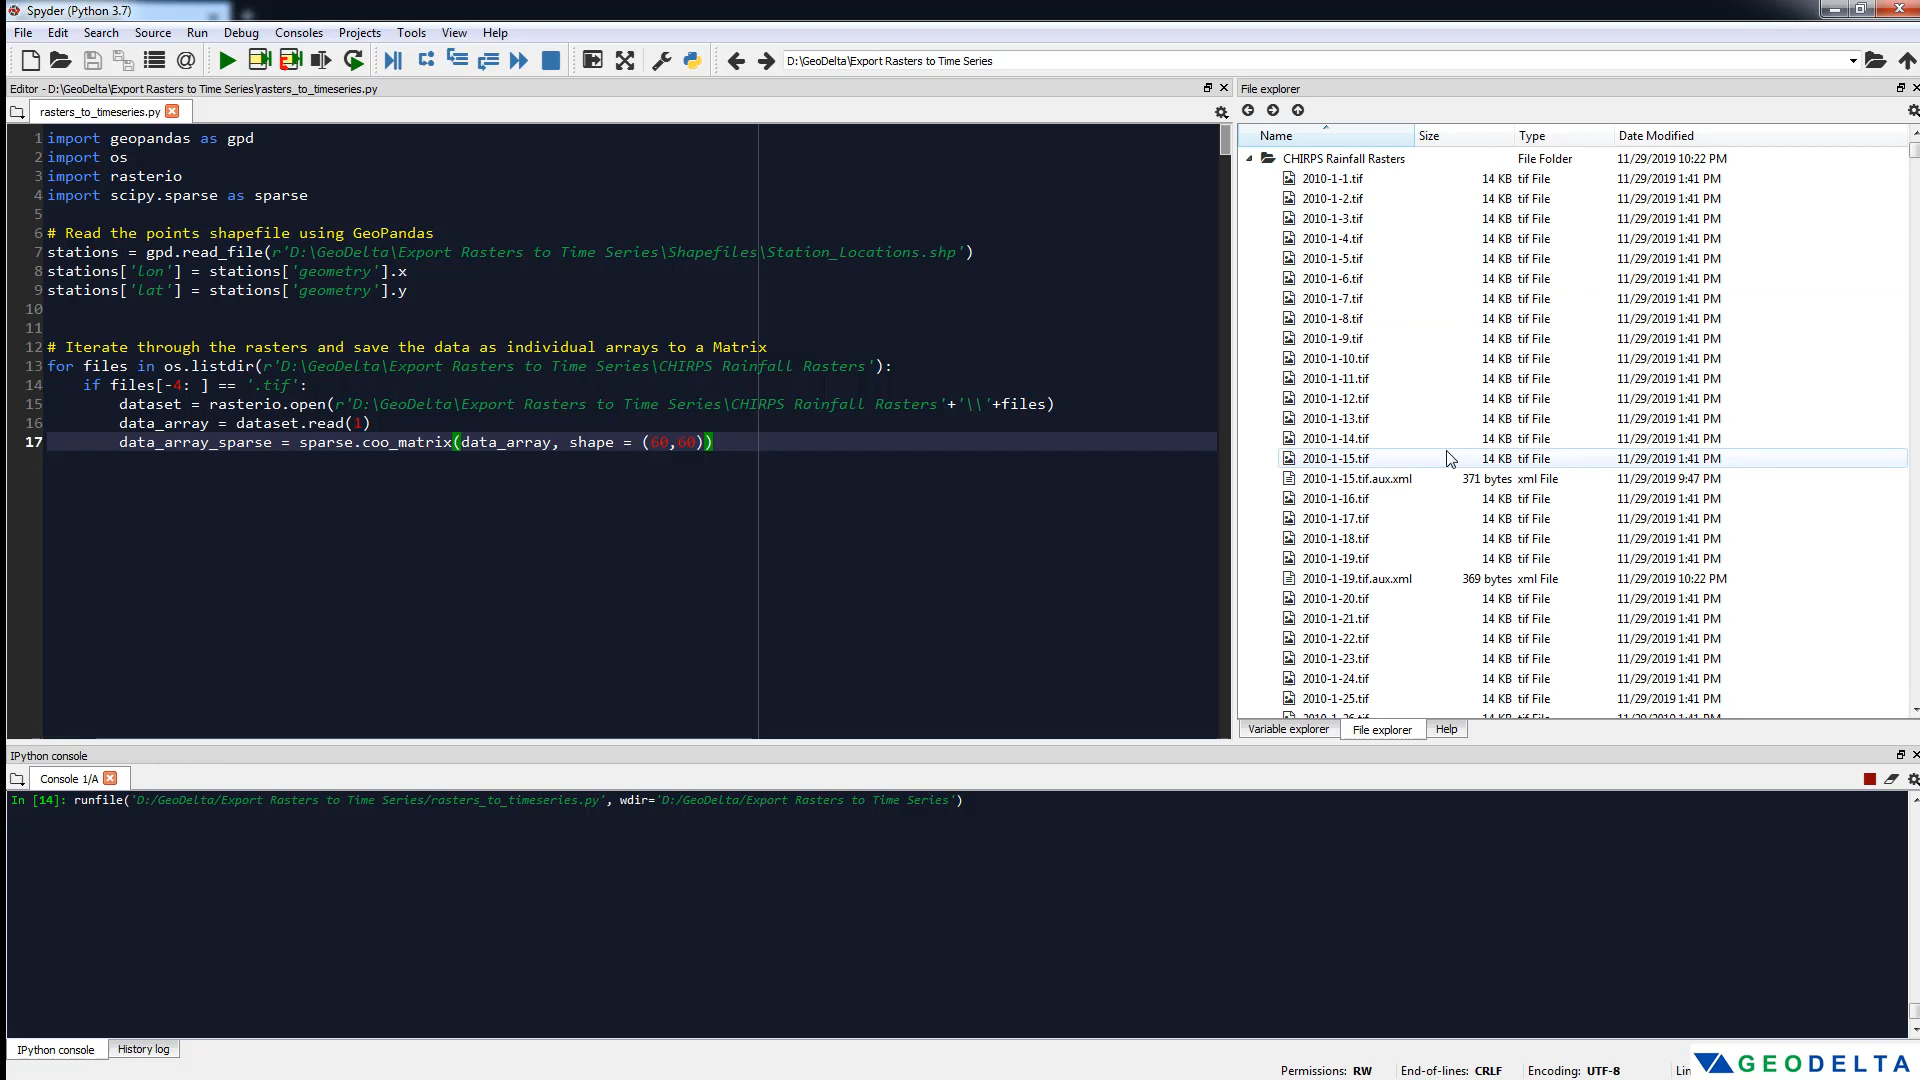 Spyder (Python 3.7)
File Edit Search Source Run Debug Consoles Projects Tools View Help
D:\GeoDelta\Export Rasters to Time Series
Editor - D:\GeoDelta\Export Rasters to Time Series\rasters_to_timeseries.py
rasters_to_timeseries.py
1 import geopandas as gpd
2 import os
3 import rasterio
4 import scipy.sparse as sparse
5
6 # Read the points shapefile using GeoPandas
7 stations = gpd.read_file(r'D:\GeoDelta\Export Rasters to Time Series\Shapefiles\Station_Locations.shp')
8 stations['lon'] = stations['geometry'].x
9 stations['lat'] = stations['geometry'].y
10
11
12 # Iterate through the rasters and save the data as individual arrays to a Matrix
13 for files in os.listdir(r'D:\GeoDelta\Export Rasters to Time Series\CHIRPS Rainfall Rasters'):
14 if files[-4: ] == '.tif':
15 dataset = rasterio.open(r'D:\GeoDelta\Export Rasters to Time Series\CHIRPS Rainfall Rasters'+'\\'+files)
16 data_array = dataset.read(1)
17 data_array_sparse = sparse.coo_matrix(data_array, shape = (60,60))
File explorer
Name Size Type Date Modified
CHIRPS Rainfall Rasters File Folder 11/29/2019 10:22 PM
2010-1-1.tif 14 KB tif File 11/29/2019 1:41 PM
2010-1-2.tif 14 KB tif File 11/29/2019 1:41 PM
2010-1-3.tif 14 KB tif File 11/29/2019 1:41 PM
2010-1-4.tif 14 KB tif File 11/29/2019 1:41 PM
2010-1-5.tif 14 KB tif File 11/29/2019 1:41 PM
2010-1-6.tif 14 KB tif File 11/29/2019 1:41 PM
2010-1-7.tif 14 KB tif File 11/29/2019 1:41 PM
2010-1-8.tif 14 KB tif File 11/29/2019 1:41 PM
2010-1-9.tif 14 KB tif File 11/29/2019 1:41 PM
2010-1-10.tif 14 KB tif File 11/29/2019 1:41 PM
2010-1-11.tif 14 KB tif File 11/29/2019 1:41 PM
2010-1-12.tif 14 KB tif File 11/29/2019 1:41 PM
2010-1-13.tif 14 KB tif File 11/29/2019 1:41 PM
2010-1-14.tif 14 KB tif File 11/29/2019 1:41 PM
2010-1-15.tif 14 KB tif File 11/29/2019 1:41 PM
2010-1-15.tif.aux.xml 371 bytes xml File 11/29/2019 9:47 PM
2010-1-16.tif 14 KB tif File 11/29/2019 1:41 PM
2010-1-17.tif 14 KB tif File 11/29/2019 1:41 PM
2010-1-18.tif 14 KB tif File 11/29/2019 1:41 PM
2010-1-19.tif 14 KB tif File 11/29/2019 1:41 PM
2010-1-19.tif.aux.xml 369 bytes xml File 11/29/2019 10:22 PM
2010-1-20.tif 14 KB tif File 11/29/2019 1:41 PM
2010-1-21.tif 14 KB tif File 11/29/2019 1:41 PM
2010-1-22.tif 14 KB tif File 11/29/2019 1:41 PM
2010-1-23.tif 14 KB tif File 11/29/2019 1:41 PM
2010-1-24.tif 14 KB tif File 11/29/2019 1:41 PM
2010-1-25.tif 14 KB tif File 11/29/2019 1:41 PM
Variable explorer File explorer Help
IPython console
Console 1/A
In [14]: runfile('D:/GeoDelta/Export Rasters to Time Series/rasters_to_timeseries.py', wdir='D:/GeoDelta/Export Rasters to Time Series')
IPython console History log
Permissions: RW End-of-lines: CRLF Encoding: UTF-8
GEODELTA